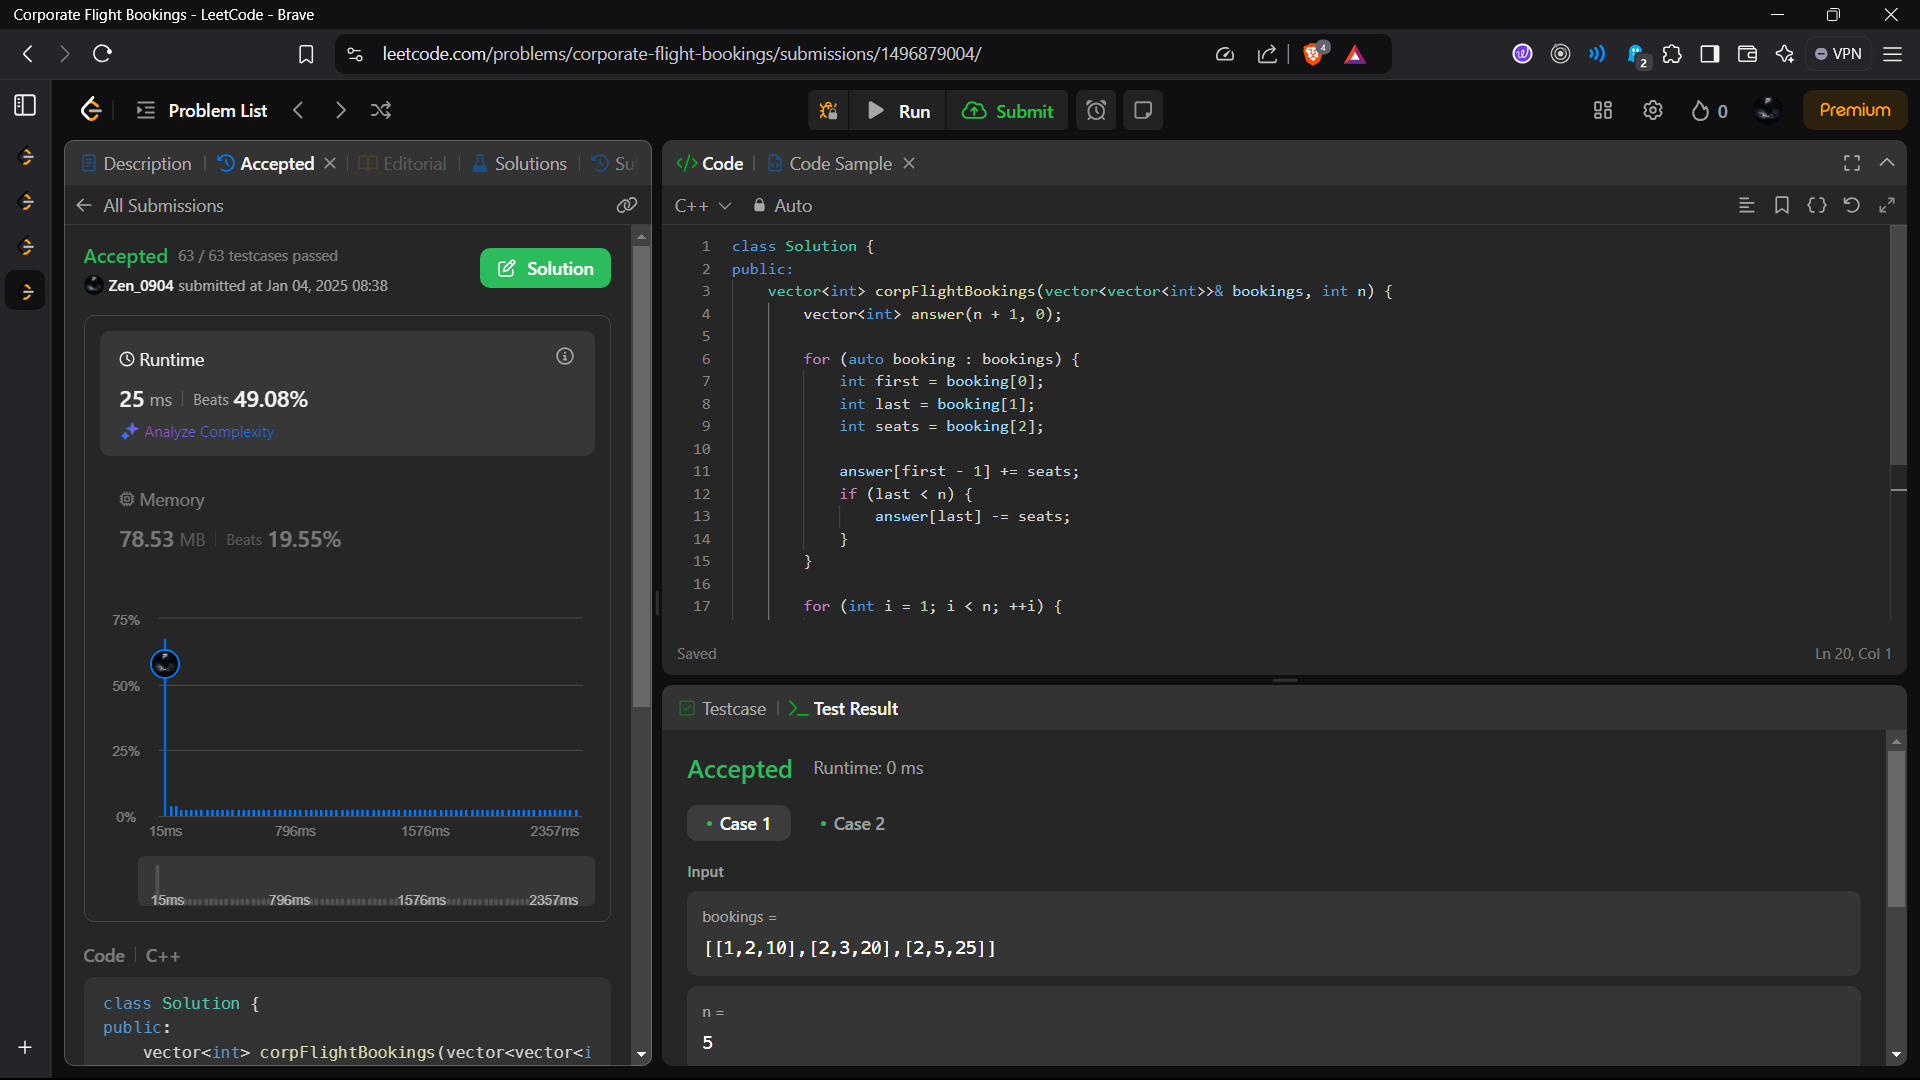 Corporate Flight Bookings - LeetCode - Brave
leetcode.com/problems/corporate-flight-bookings/submissions/1496879004/
4
2
VPN
Problem List
Run
Submit
0
Premium
Description
Accepted
Editorial
Solutions
Su
All Submissions
Accepted 63 / 63 testcases passed
Zen_0904 submitted at Jan 04, 2025 08:38
Solution
Runtime
25 ms Beats 49.08%
Analyze Complexity
Memory
78.53 MB Beats 19.55%
75%
50%
25%
0%
15ms 796ms 1576ms 2357ms
15ms 796ms 1576ms 2357ms
Code C++
class Solution {
public:
vector<int> corpFlightBookings(vector<vector<i
</> Code
Code Sample
C++
Auto
1 class Solution {
2 public:
3 vector<int> corpFlightBookings(vector<vector<int>>& bookings, int n) {
4 vector<int> answer(n + 1, 0);
5
6 for (auto booking : bookings) {
7 int first = booking[0];
8 int last = booking[1];
9 int seats = booking[2];
10
11 answer[first - 1] += seats;
12 if (last < n) {
13 answer[last] -= seats;
14 }
15 }
16
17 for (int i = 1; i < n; ++i) {
Saved
Ln 20, Col 1
Testcase
Test Result
Accepted Runtime: 0 ms
• Case 1
• Case 2
Input
bookings =
[[1,2,10],[2,3,20],[2,5,25]]
n =
5